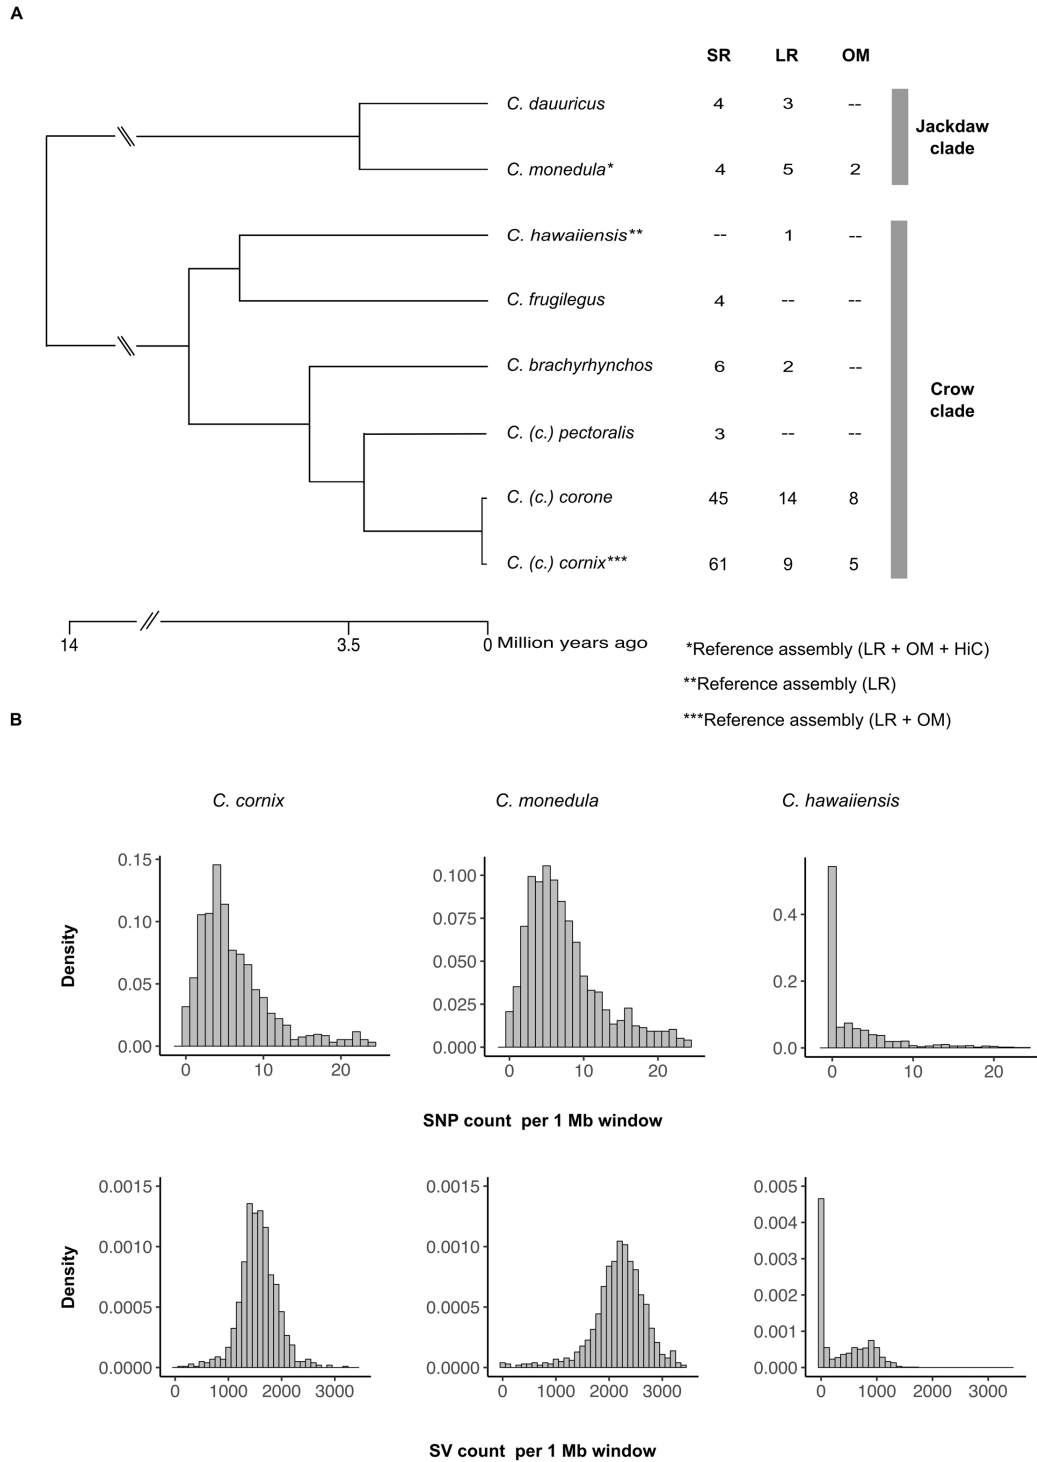 A
SR LR OM
C. dauuricus 4 3 --
Jackdaw
clade
C. monedula* 4 5 2
C. hawaiiensis** -- 1 --
C. frugilegus 4 -- --
C. brachyrhynchos 6 2 --
Crow
clade
C. (c.) pectoralis 3 -- --
C. (c.) corone 45 14 8
C. (c.) cornix*** 61 9 5
14 3.5 0 Million years ago
*Reference assembly (LR + OM + HiC)
**Reference assembly (LR)
***Reference assembly (LR + OM)
B
C. cornix C. monedula C. hawaiiensis
Density
0.15
0.10
0.05
0.00
0 10 20
0.100
0.075
0.050
0.025
0.000
0 10 20
0.4
0.2
0.0
0 10 20
SNP count per 1 Mb window
Density
0.0015
0.0010
0.0005
0.0000
0 1000 2000 3000
0.0015
0.0010
0.0005
0.0000
0 1000 2000 3000
0.005
0.004
0.003
0.002
0.001
0.000
0 1000 2000 3000
SV count per 1 Mb window